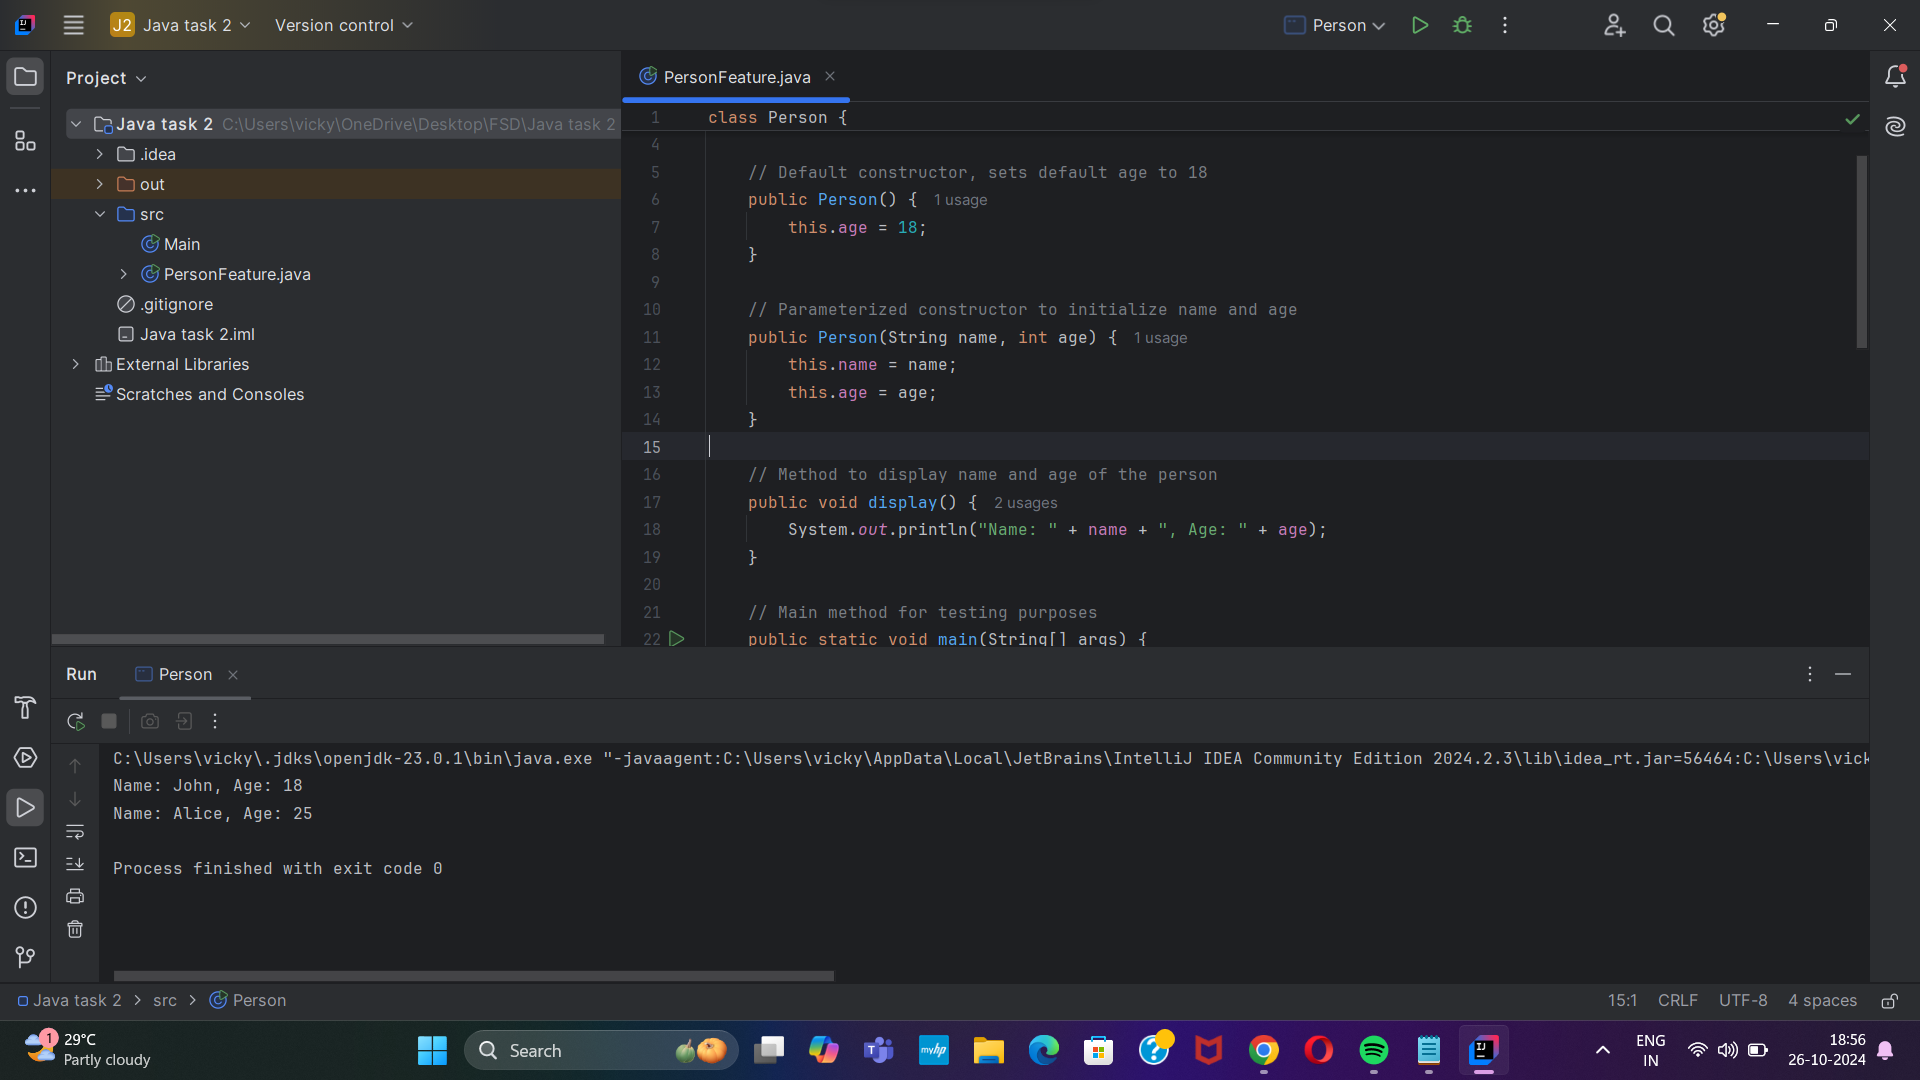 J2 Java task 2 Version control Person
Project
Java task 2 C:\Users\vicky\OneDrive\Desktop\FSD\Java task 2
.idea
out
src
Main
PersonFeature.java
.gitignore
Java task 2.iml
External Libraries
Scratches and Consoles
PersonFeature.java
1 class Person {
4
5 // Default constructor, sets default age to 18
6 public Person() { 1 usage
7 this.age = 18;
8 }
9
10 // Parameterized constructor to initialize name and age
11 public Person(String name, int age) { 1 usage
12 this.name = name;
13 this.age = age;
14 }
15
16 // Method to display name and age of the person
17 public void display() { 2 usages
18 System.out.println("Name: " + name + ", Age: " + age);
19 }
20
21 // Main method for testing purposes
22 public static void main(String[] args) {
Run Person
C:\Users\vicky\.jdks\openjdk-23.0.1\bin\java.exe "-javaagent:C:\Users\vicky\AppData\Local\JetBrains\IntelliJ IDEA Community Edition 2024.2.3\lib\idea_rt.jar=56464:C:\Users\vick
Name: John, Age: 18
Name: Alice, Age: 25
Process finished with exit code 0
Java task 2 > src > Person 15:1 CRLF UTF-8 4 spaces
1
29°C
Partly cloudy
Search
myhp
ENG
IN
18:56
26-10-2024